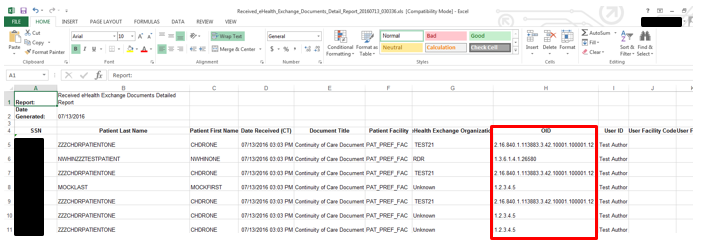 Received_eHealth_Exchange_Documents_Detail_Report_20160713_030336.xls [Compatibility Mode] - Excel
FILE HOME INSERT PAGE LAYOUT FORMULAS DATA REVIEW VIEW
Cut
Copy
Format Painter
Paste
Arial 10
Wrap Text
Merge & Center
General
Conditional Formatting
Format as Table
Normal Bad Good
Neutral Calculation Check Cell
Insert Delete Format
AutoSum
Fill
Clear
Sort & Filter
Find & Select
Clipboard Font Alignment Number Styles Cells Editing
A1 Report:
A B C D E F G H I J K
1 Report: Received eHealth Exchange Documents Detailed Report
2 Date Generated: 07/13/2016
3
4 SSN Patient Last Name Patient First Name Date Received (CT) Document Title Patient Facility eHealth Exchange Organization OID User ID User Facility Code User F
5 ZZZCHDRPATIENTONE CHDRONE 07/13/2016 03:03 PM Continuity of Care Document PAT_PREF_FAC TEST21 2.16.840.1.113883.3.42.10001.100001.12 Test Author
6 NWHINZZZTESTPATIENT NWHINONE 07/13/2016 03:03 PM Continuity of Care Document PAT_PREF_FAC RDR 1.3.6.1.4.1.26580 Test Author
7 ZZZCHDRPATIENTONE CHDRONE 07/13/2016 03:03 PM Continuity of Care Document PAT_PREF_FAC TEST21 2.16.840.1.113883.3.42.10001.100001.12 Test Author
8 MOCKLAST MOCKFIRST 07/13/2016 03:03 PM Continuity of Care Document PAT_PREF_FAC Unknown 1.2.3.4.5 Test Author
9 ZZZCHDRPATIENTONE CHDRONE 07/13/2016 03:03 PM Continuity of Care Document PAT_PREF_FAC TEST21 2.16.840.1.113883.3.42.10001.100001.12 Test Author
10 ZZZCHDRPATIENTONE CHDRONE 07/13/2016 03:03 PM Continuity of Care Document PAT_PREF_FAC Unknown 1.2.3.4.5 Test Author
11 ZZZCHDRPATIENTONE CHDRONE 07/13/2016 03:03 PM Continuity of Care Document PAT_PREF_FAC Unknown 1.2.3.4.5 Test Author